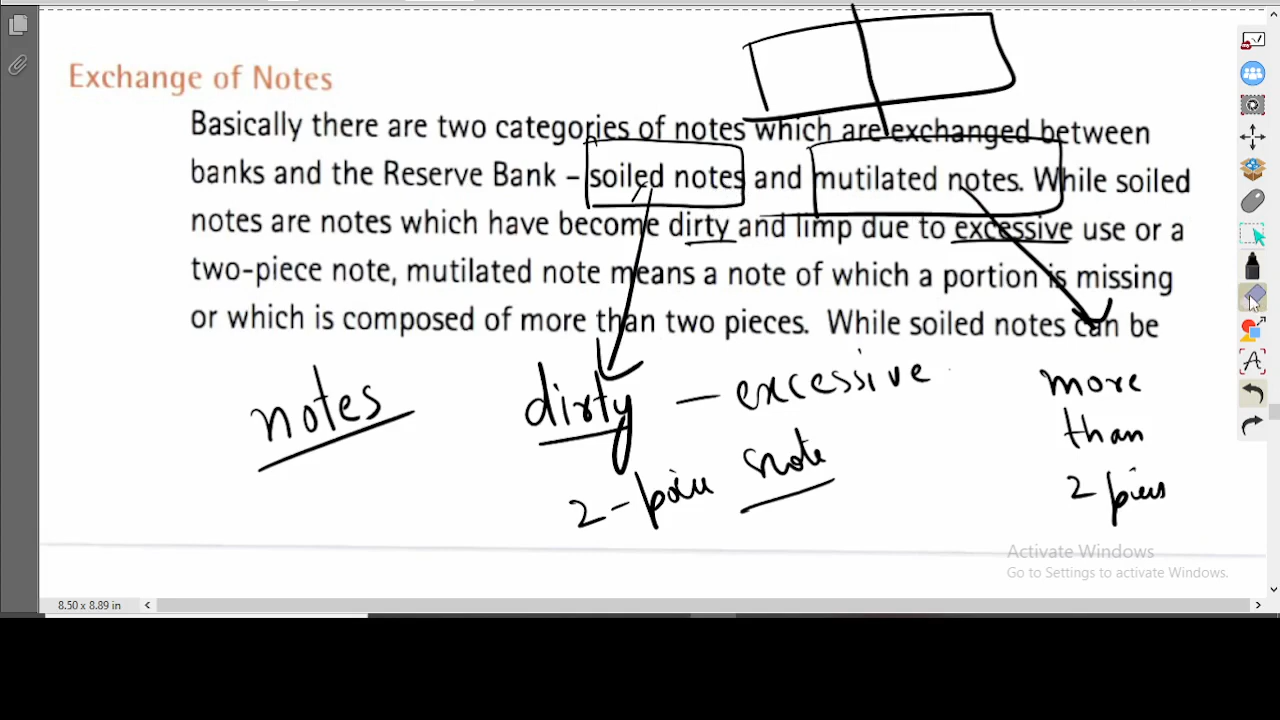 Exchange of Notes
Basically there are two categories of notes which are exchanged between
banks and the Reserve Bank – soiled notes and mutilated notes. While soiled
notes are notes which have become dirty and limp due to excessive use or a
two-piece note, mutilated note means a note of which a portion is missing
or which is composed of more than two pieces. While soiled notes can be
notes
dirty – excessive
2 - piece note
more
than
2 pieces
Activate Windows
Go to Settings to activate Windows.
8.50 x 8.89 in